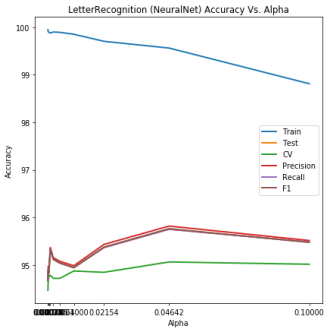 LetterRecognition (NeuralNet) Accuracy Vs. Alpha
100
99
98
97
96
95
Accuracy
Train
Test
CV
Precision
Recall
F1
0.02154
0.04642
0.10000
Alpha